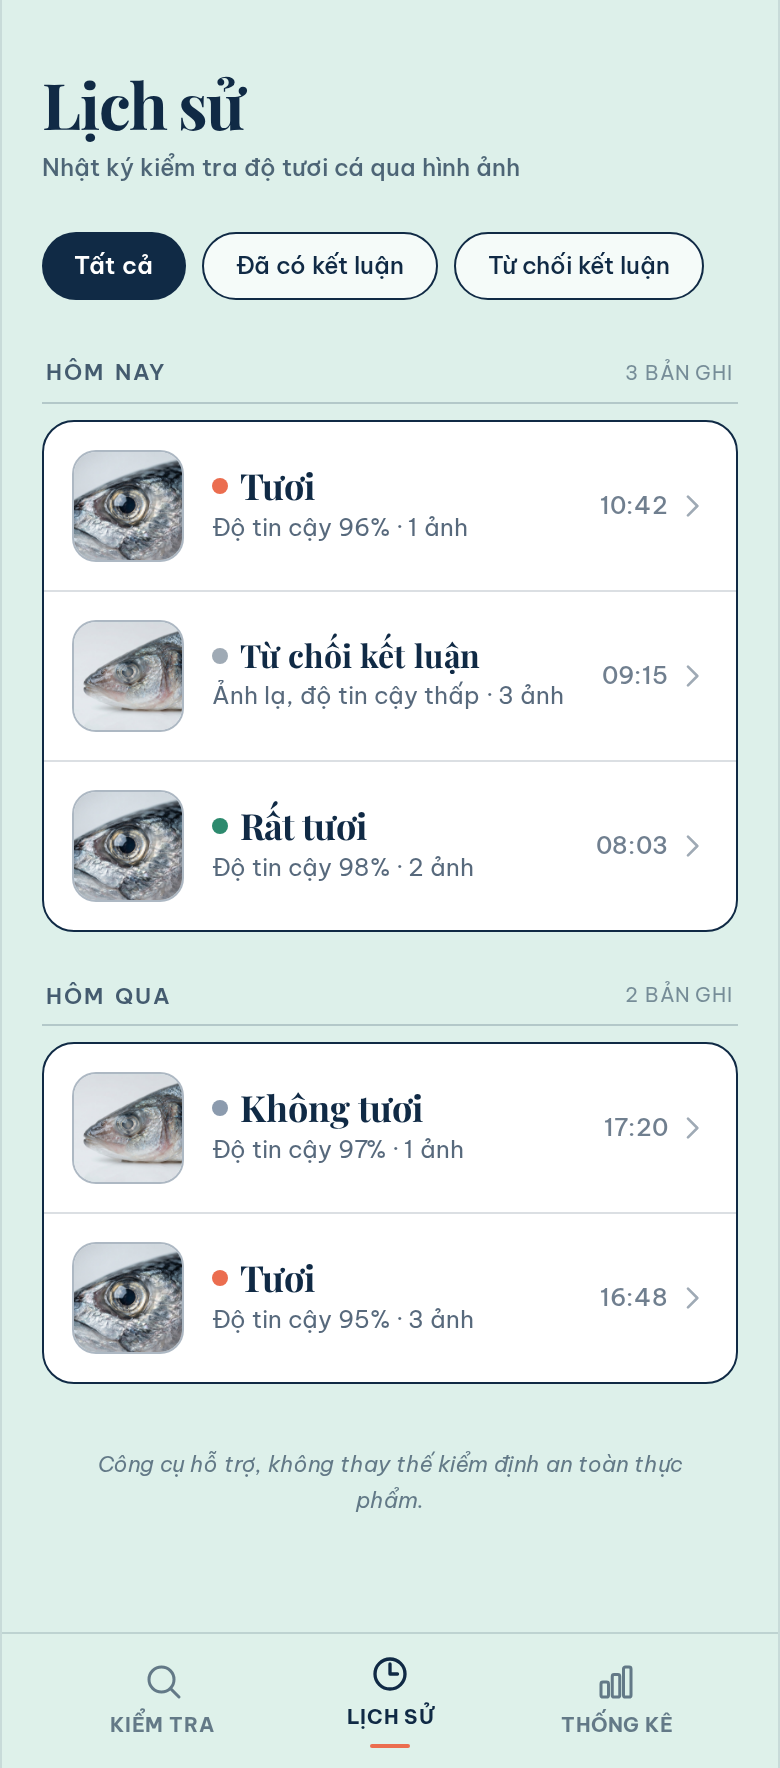 Lịch sử
Nhật ký kiểm tra độ tươi cá qua hình ảnh
Tất cả
Đã có kết luận
Từ chối kết luận
HÔM NAY
3 BẢN GHI
Tươi
Độ tin cậy 96% · 1 ảnh
10:42
Từ chối kết luận
Ảnh lạ, độ tin cậy thấp · 3 ảnh
09:15
Rất tươi
Độ tin cậy 98% · 2 ảnh
08:03
HÔM QUA
2 BẢN GHI
Không tươi
Độ tin cậy 97% · 1 ảnh
17:20
Tươi
Độ tin cậy 95% · 3 ảnh
16:48
Công cụ hỗ trợ, không thay thế kiểm định an toàn thực
phẩm.
KIỂM TRA
LỊCH SỬ
THỐNG KÊ